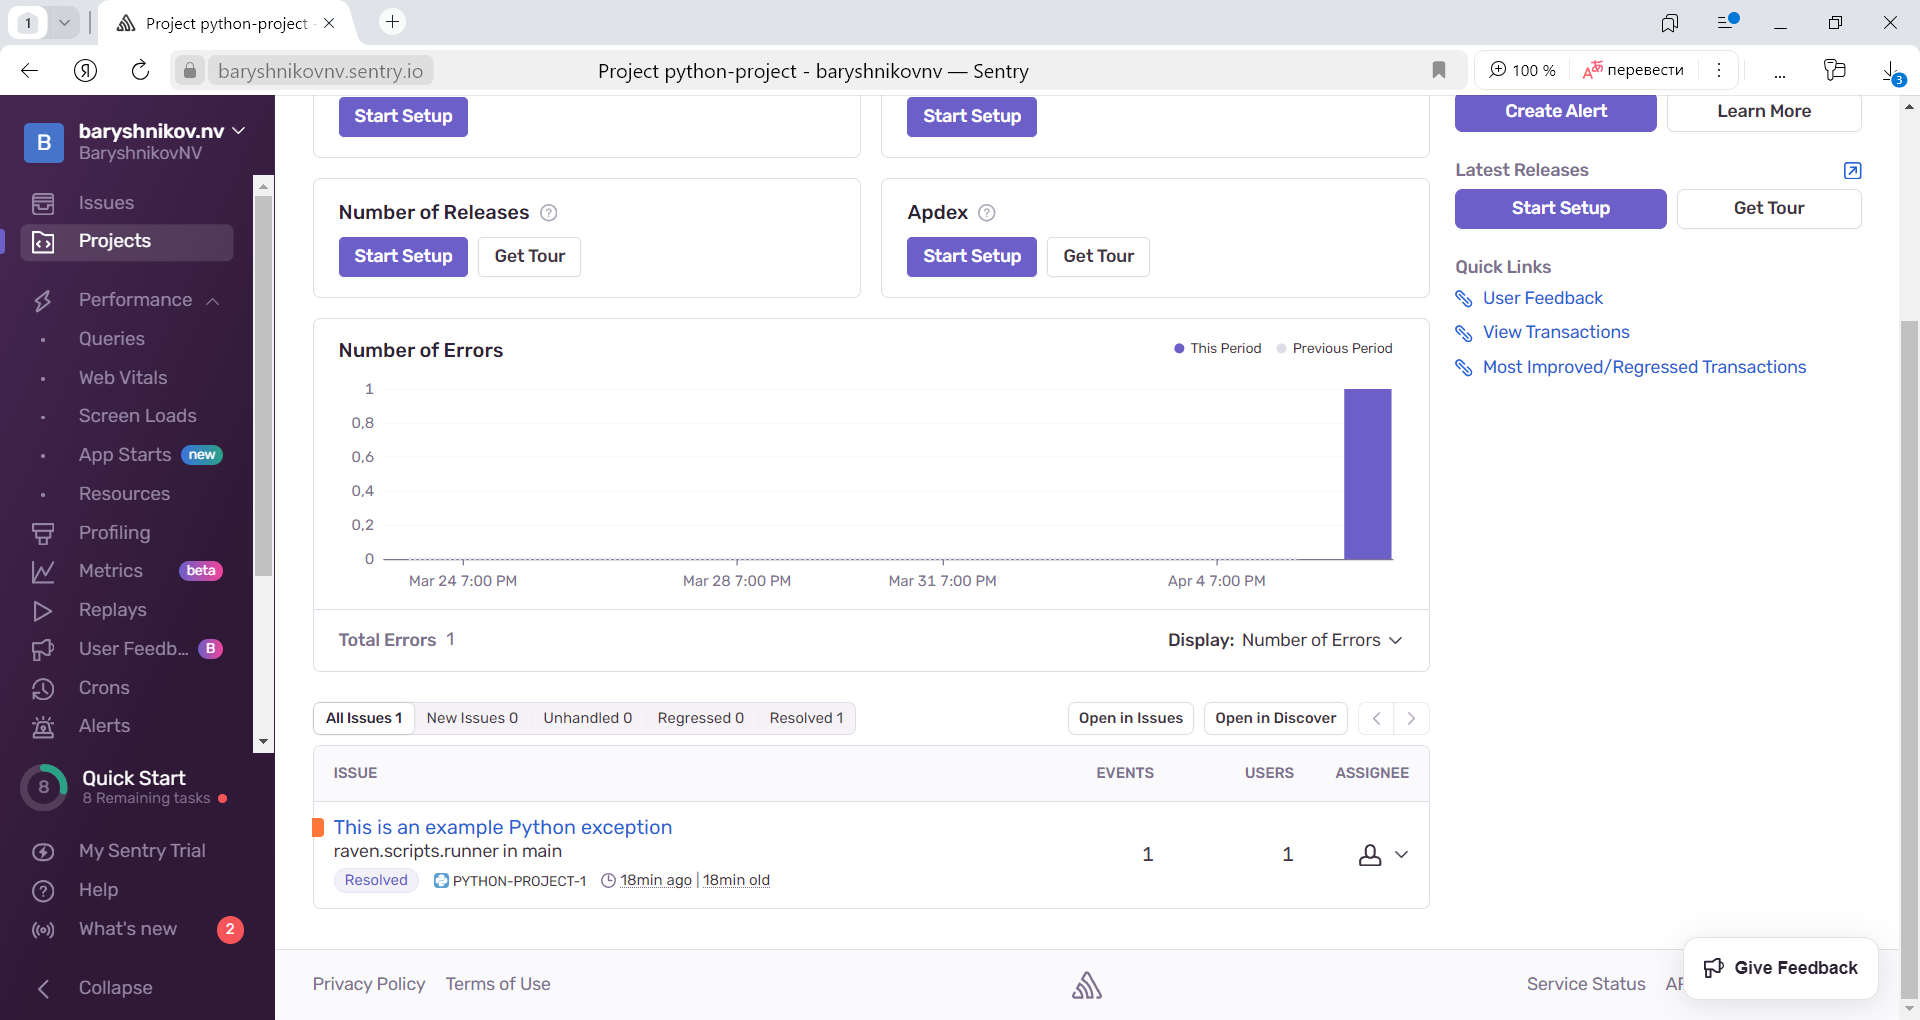 1
Project python-project -
baryshnikovnv.sentry.io
Project python-project - baryshnikovnv — Sentry
100 %
перевести
...
3
B
baryshnikov.nv
BaryshnikovNV
Issues
Projects
Performance
Queries
Web Vitals
Screen Loads
App Starts new
Resources
Profiling
Metrics beta
Replays
User Feedb... B
Crons
Alerts
8
Quick Start
8 Remaining tasks
My Sentry Trial
Help
What's new 2
Collapse
Start Setup
Start Setup
Number of Releases ?
Start Setup Get Tour
Apdex ?
Start Setup Get Tour
Number of Errors
This Period Previous Period
1
0,8
0,6
0,4
0,2
0
Mar 24 7:00 PM Mar 28 7:00 PM Mar 31 7:00 PM Apr 4 7:00 PM
Total Errors 1
Display: Number of Errors
All Issues 1 New Issues 0 Unhandled 0 Regressed 0 Resolved 1
Open in Issues Open in Discover
ISSUE EVENTS USERS ASSIGNEE
This is an example Python exception
raven.scripts.runner in main
1 1
Resolved PYTHON-PROJECT-1 18min ago | 18min old
Create Alert Learn More
Latest Releases
Start Setup Get Tour
Quick Links
User Feedback
View Transactions
Most Improved/Regressed Transactions
Privacy Policy Terms of Use
Service Status
Give Feedback